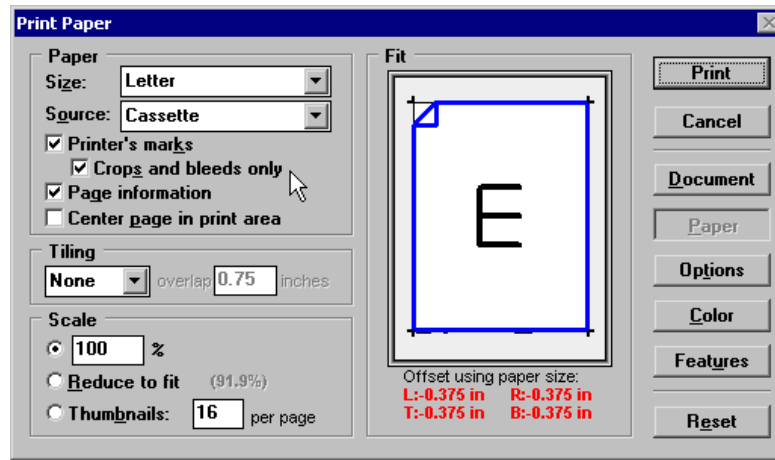 Print Paper
Paper
Size: Letter
Source: Cassette
Printer's marks
Crops and bleeds only
Page information
Center page in print area
Tiling
None overlap 0.75 inches
Scale
100 %
Reduce to fit (91.9%)
Thumbnails: 16 per page
Fit
E
Offset using paper size:
L:-0.375 in R:-0.375 in
T:-0.375 in B:-0.375 in
Print
Cancel
Document
Paper
Options
Color
Features
Reset